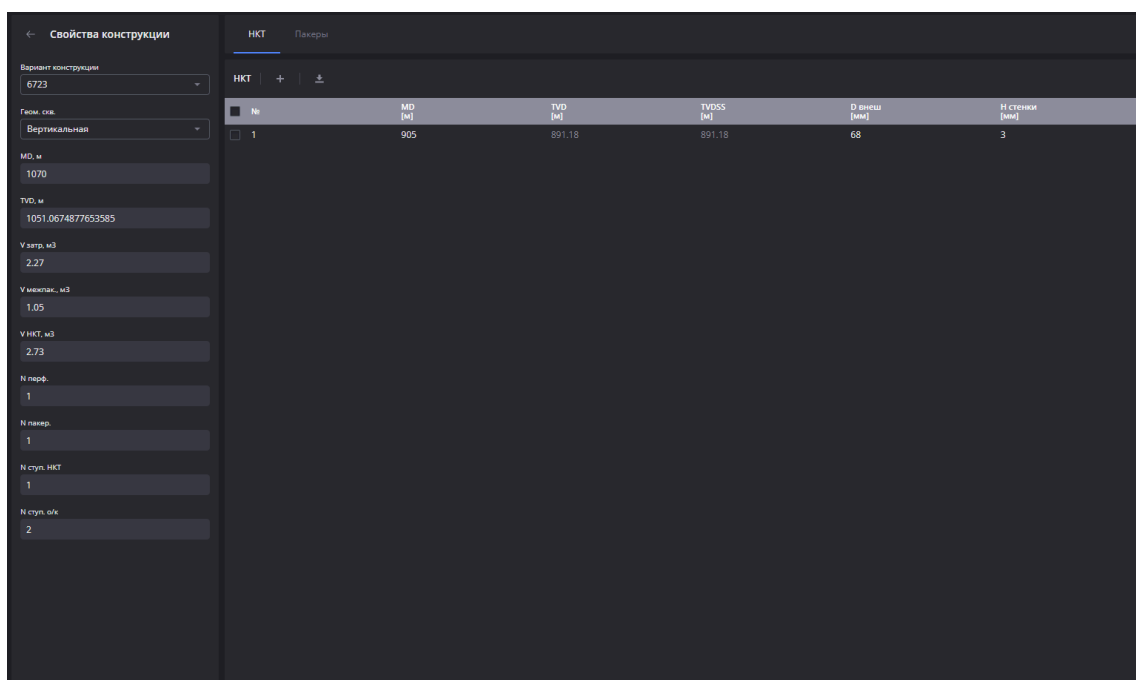 ← Свойства конструкции
НКТ Пакеры
Вариант конструкции
6723
НКТ
Геом. скв.
Вертикальная
№ MD [м] TVD [м] TVDSS [м] D внеш [мм] H стенки [мм]
1 905 891.18 891.18 68 3
MD, м
1070
TVD, м
1051.0674877653585
V затр, м3
2.27
V межпак., м3
1.05
V НКТ, м3
2.73
N перф.
1
N пакер.
1
N ступ. НКТ
1
N ступ. о/к
2